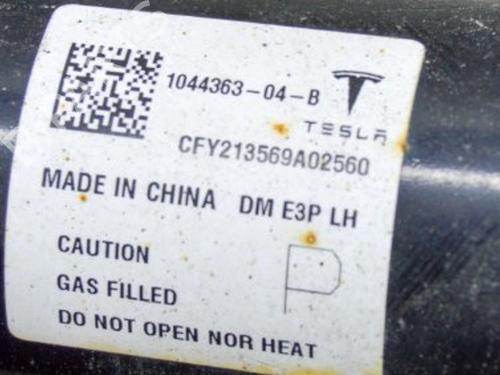 1044363-04-B
TESLA
CFY213569A02560
MADE IN CHINA DM E3P LH
CAUTION
P
GAS FILLED
DO NOT OPEN NOR HEAT